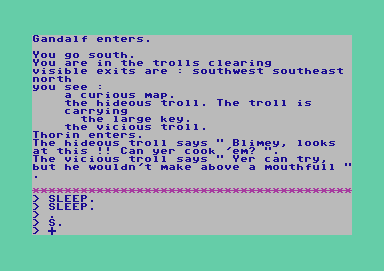 Gandalf enters.
You go south.
You are in the trolls clearing
visible exits are : southwest southeast
north
you see :
a curious map.
the hideous troll. The troll is
carrying
the large key.
the vicious troll.
Thorin enters.
The hideous troll says " Blimey, looks
at this !! Can yer cook 'em? ".
The vicious troll says " Yer can try,
but he wouldn't make above a mouthfull "
.
****************************************
> SLEEP.
> SLEEP.
> .
> S.
> +